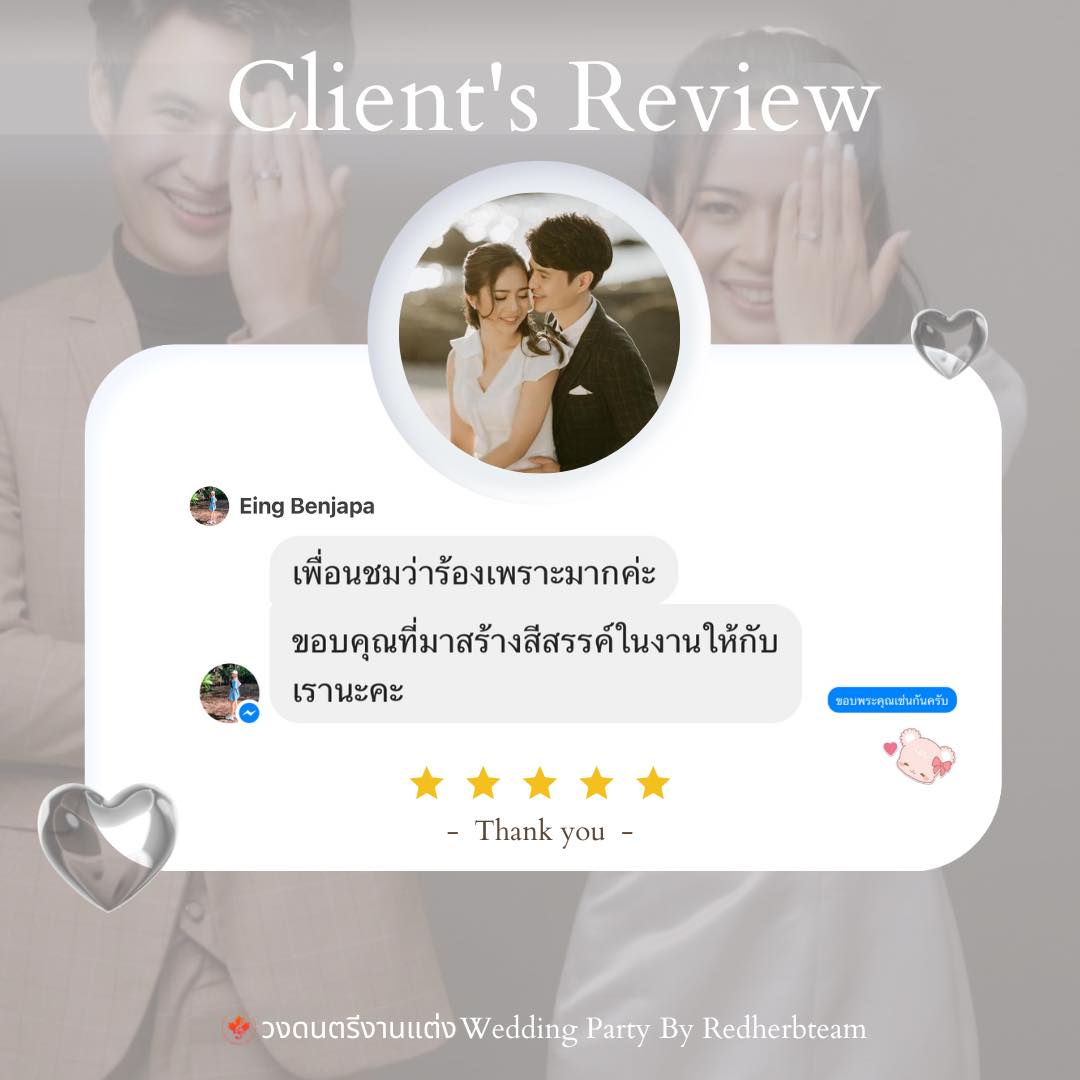 Client's Review
Eing Benjapa
เพื่อนชมว่าร้องเพราะมากค่ะ
ขอบคุณที่มาสร้างสีสรรค์ในงานให้กับ
เรานะคะ
ขอบพระคุณเช่นกันครับ
- Thank you -
วงดนตรีงานแต่ง Wedding Party By Redherbteam